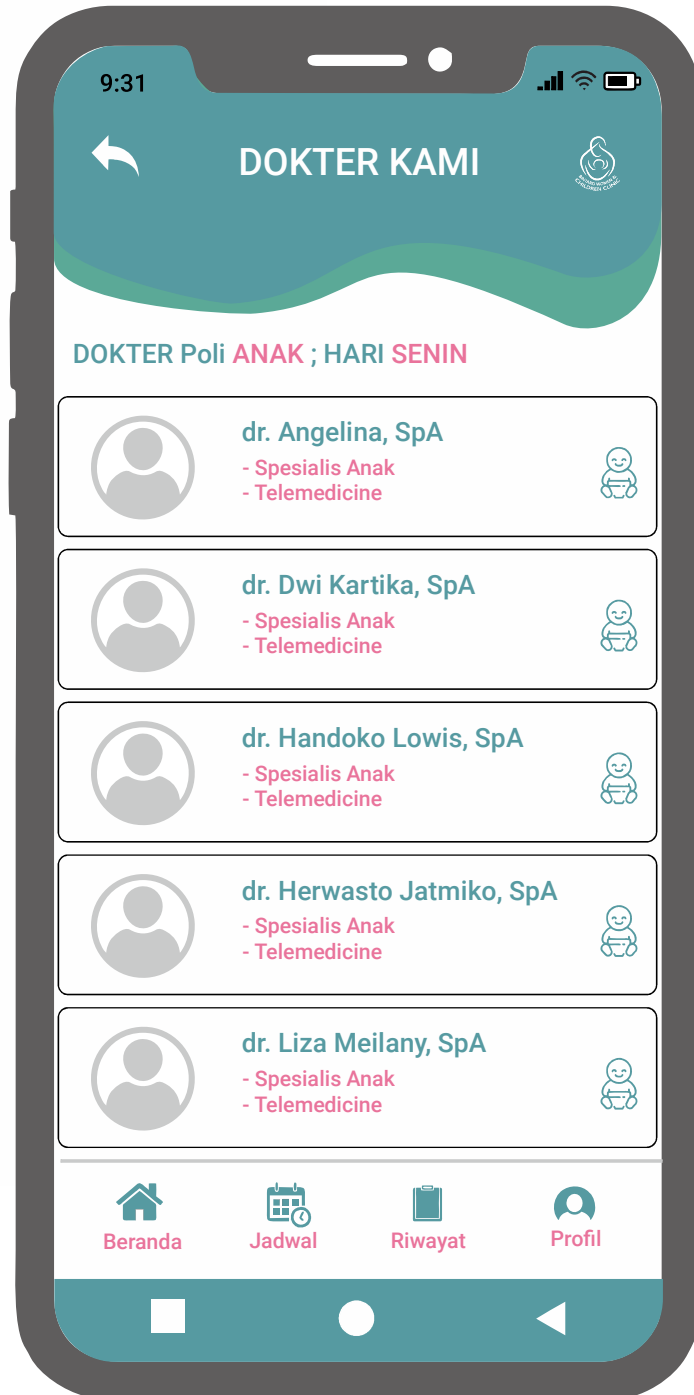 9:31
DOKTER KAMI
CHILDREN CLINIC
DOKTER Poli ANAK ; HARI SENIN
dr. Angelina, SpA
- Spesialis Anak
- Telemedicine
dr. Dwi Kartika, SpA
- Spesialis Anak
- Telemedicine
dr. Handoko Lowis, SpA
- Spesialis Anak
- Telemedicine
dr. Herwasto Jatmiko, SpA
- Spesialis Anak
- Telemedicine
dr. Liza Meilany, SpA
- Spesialis Anak
- Telemedicine
Beranda
Jadwal
Riwayat
Profil